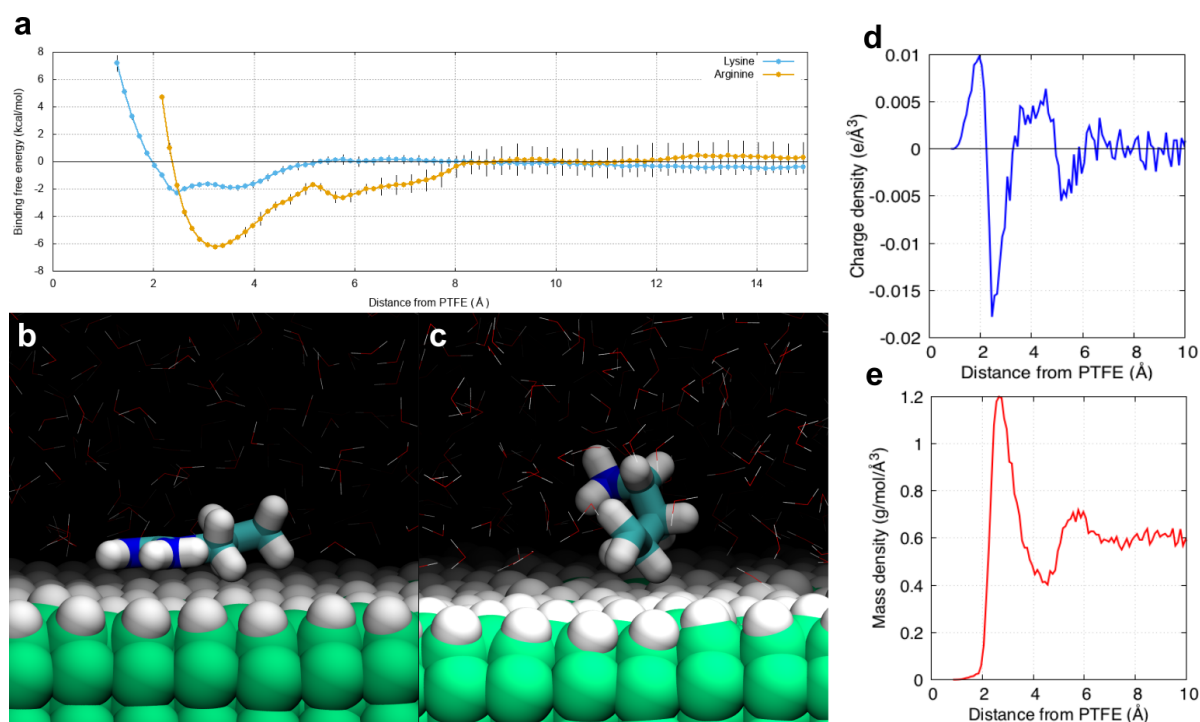 a
8
6
4
2
0
-2
-4
-6
-8
Binding free energy (kcal/mol)
Lysine
Arginine
0 2 4 6 8 10 12 14
Distance from PTFE (Å)
b
c
d
0.01
0.005
0
-0.005
-0.01
-0.015
-0.02
Charge density (e/Å³)
0 2 4 6 8 10
Distance from PTFE (Å)
e
1.2
1
0.8
0.6
0.4
0.2
0
Mass density (g/mol/Å³)
0 2 4 6 8 10
Distance from PTFE (Å)